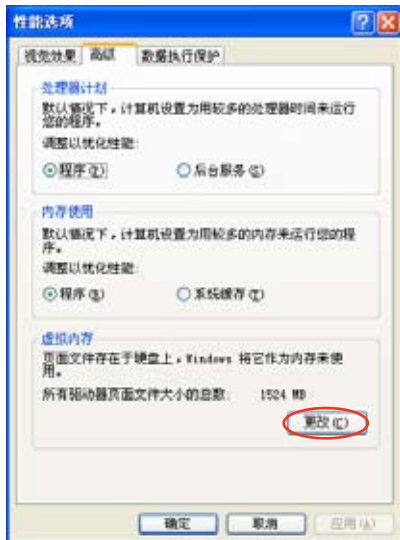 性能选项
视觉效果 高级 数据执行保护
处理器计划
默认情况下，计算机设置为用较多的处理器时间来运行
您的程序。
调整以优化性能:
程序(P) 后台服务(S)
内存使用
默认情况下，计算机设置为用较多的内存来运行您的程
序。
调整以优化性能:
程序(R) 系统缓存(T)
虚拟内存
页面文件存在于硬盘上，Windows 将它作为内存来使
用。
所有驱动器页面文件大小的总数: 1524 MB
更改(C)
确定 取消 应用(A)